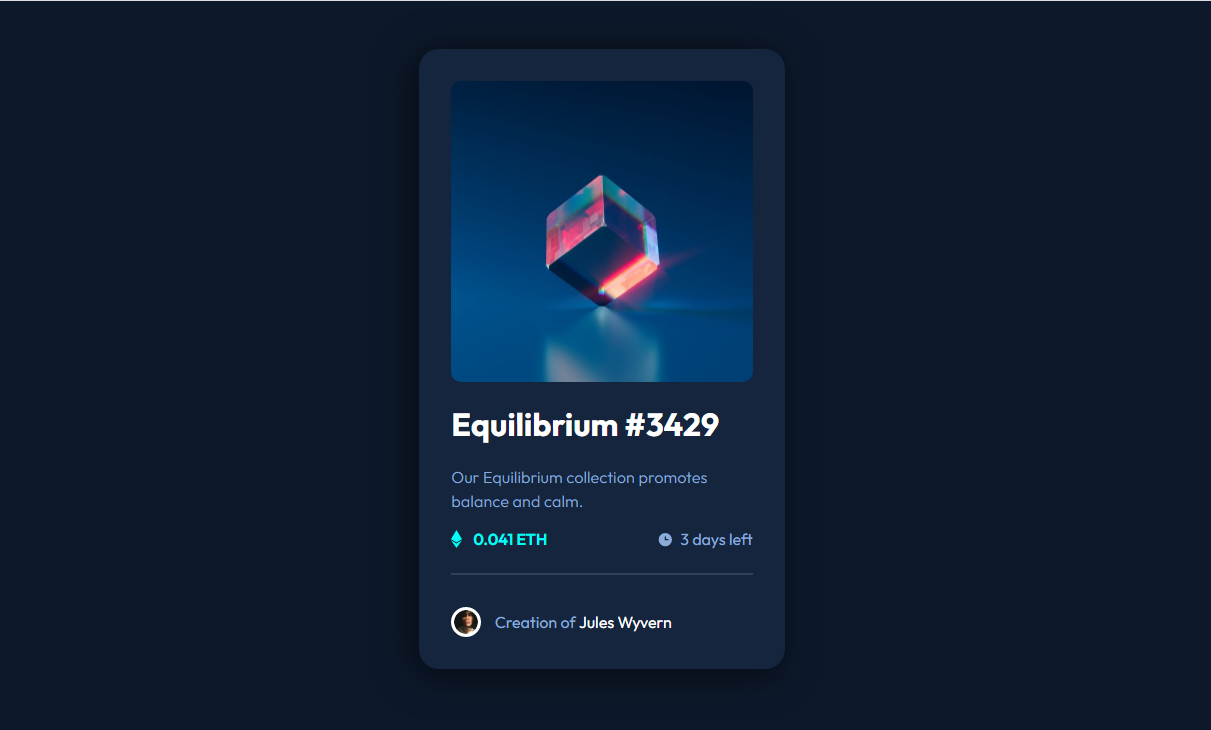 Equilibrium #3429
Our Equilibrium collection promotes
balance and calm.
0.041 ETH
3 days left
Creation of Jules Wyvern